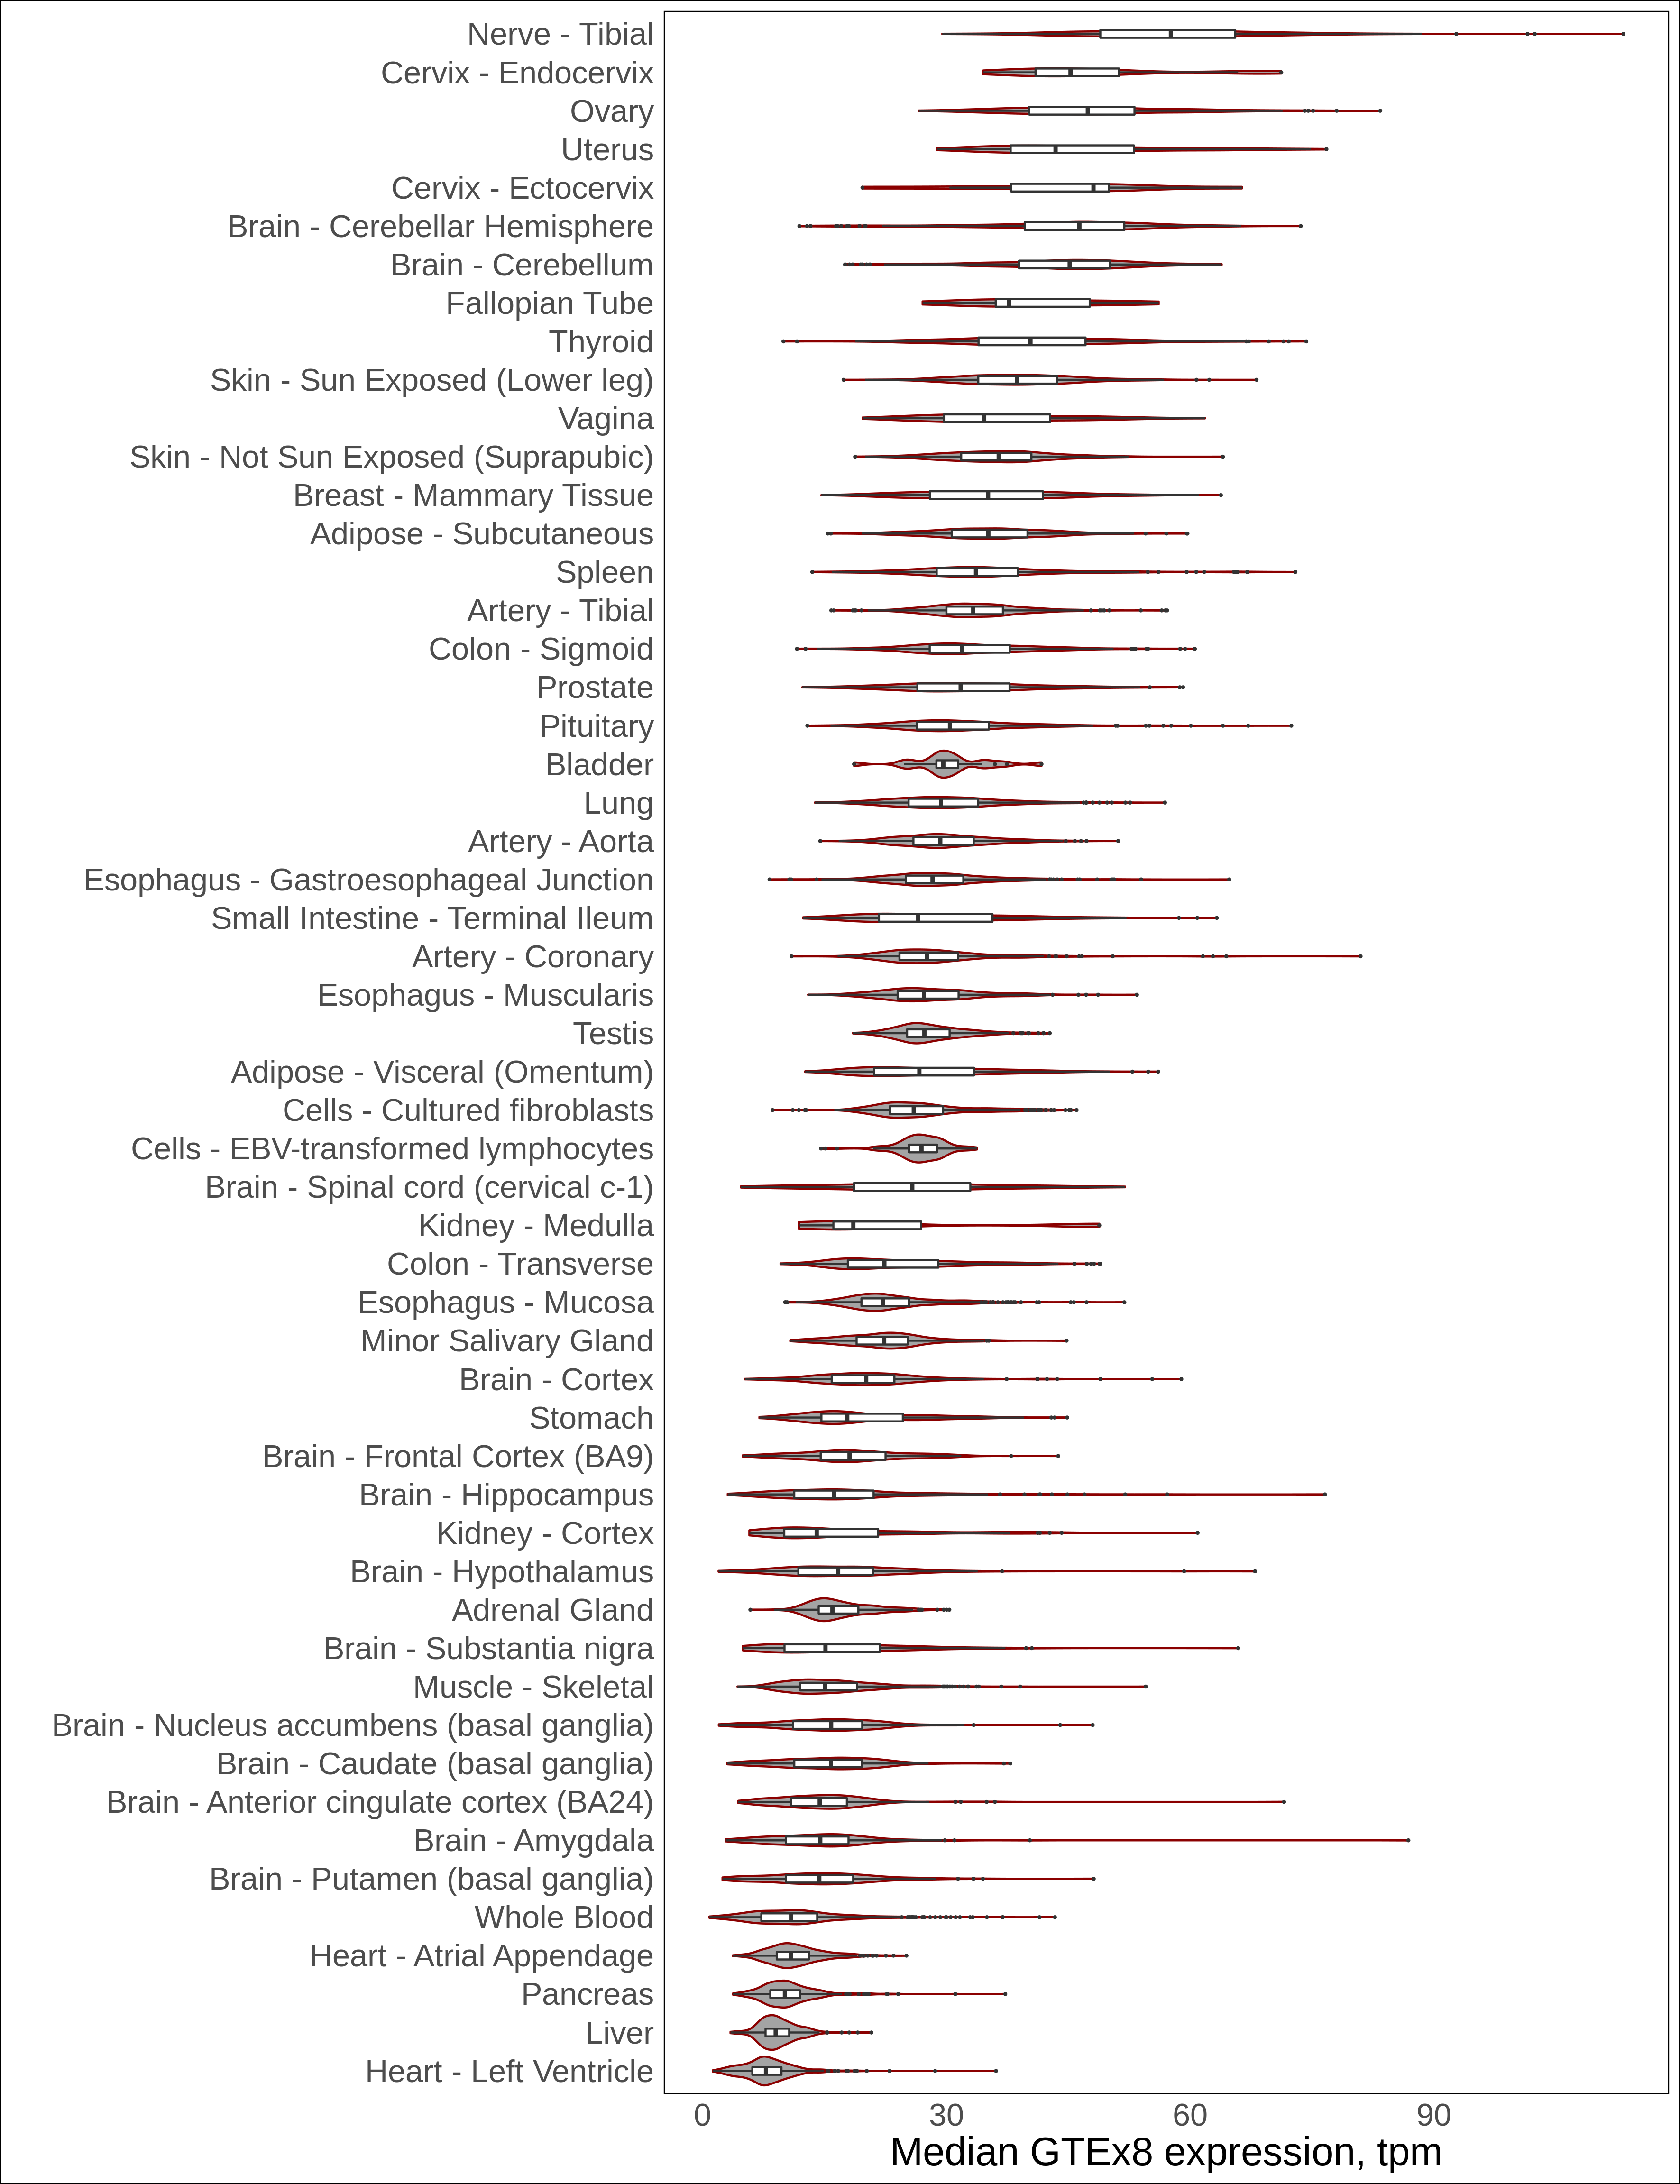 Nerve - Tibial
Cervix - Endocervix
Ovary
Uterus
Cervix - Ectocervix
Brain - Cerebellar Hemisphere
Brain - Cerebellum
Fallopian Tube
Thyroid
Skin - Sun Exposed (Lower leg)
Vagina
Skin - Not Sun Exposed (Suprapubic)
Breast - Mammary Tissue
Adipose - Subcutaneous
Spleen
Artery - Tibial
Colon - Sigmoid
Prostate
Pituitary
Bladder
Lung
Artery - Aorta
Esophagus - Gastroesophageal Junction
Small Intestine - Terminal Ileum
Artery - Coronary
Esophagus - Muscularis
Testis
Adipose - Visceral (Omentum)
Cells - Cultured fibroblasts
Cells - EBV-transformed lymphocytes
Brain - Spinal cord (cervical c-1)
Kidney - Medulla
Colon - Transverse
Esophagus - Mucosa
Minor Salivary Gland
Brain - Cortex
Stomach
Brain - Frontal Cortex (BA9)
Brain - Hippocampus
Kidney - Cortex
Brain - Hypothalamus
Adrenal Gland
Brain - Substantia nigra
Muscle - Skeletal
Brain - Nucleus accumbens (basal ganglia)
Brain - Caudate (basal ganglia)
Brain - Anterior cingulate cortex (BA24)
Brain - Amygdala
Brain - Putamen (basal ganglia)
Whole Blood
Heart - Atrial Appendage
Pancreas
Liver
Heart - Left Ventricle
0 30 60 90
Median GTEx8 expression, tpm